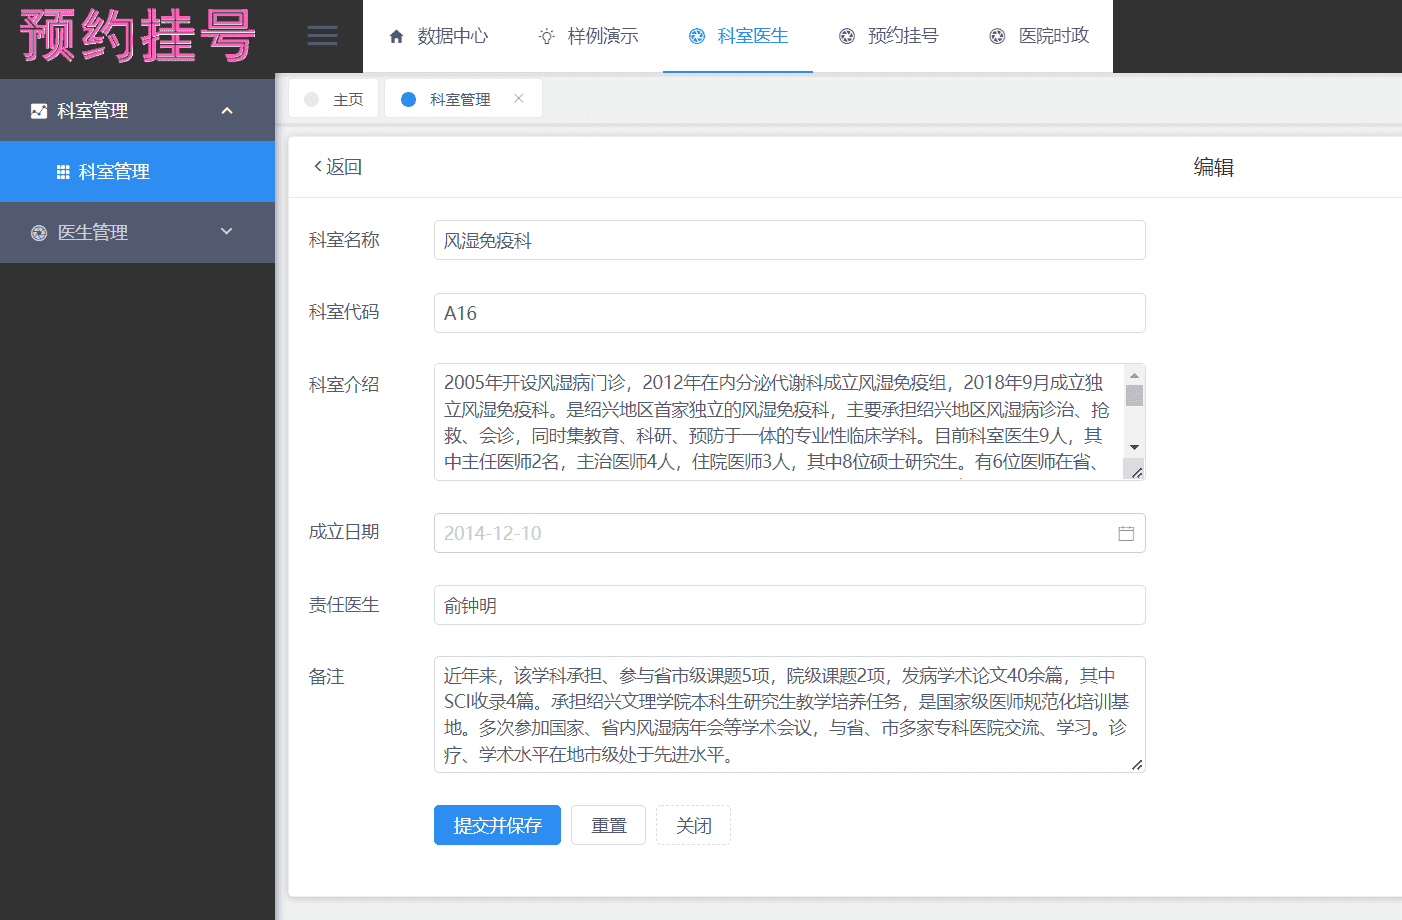 预约挂号
数据中心
样例演示
科室医生
预约挂号
医院时政
科室管理
科室管理
医生管理
主页
科室管理
返回
编辑
科室名称
风湿免疫科
科室代码
A16
科室介绍
2005年开设风湿病门诊，2012年在内分泌代谢科成立风湿免疫组，2018年9月成立独
立风湿免疫科。是绍兴地区首家独立的风湿免疫科，主要承担绍兴地区风湿病诊治、抢
救、会诊，同时集教育、科研、预防于一体的专业性临床学科。目前科室医生9人，其
中主任医师2名，主治医师4人，住院医师3人，其中8位硕士研究生。有6位医师在省、
成立日期
2014-12-10
责任医生
俞钟明
备注
近年来，该学科承担、参与省市级课题5项，院级课题2项，发病学术论文40余篇，其中
SCI收录4篇。承担绍兴文理学院本科生研究生教学培养任务，是国家级医师规范化培训基
地。多次参加国家、省内风湿病年会等学术会议，与省、市多家专科医院交流、学习。诊
疗、学术水平在地市级处于先进水平。
提交并保存
重置
关闭